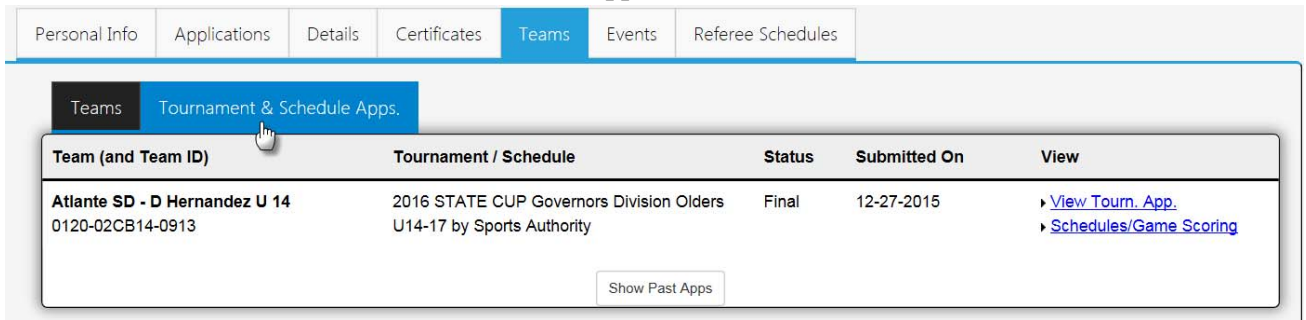 Personal Info Applications Details Certificates Teams Events Referee Schedules
Teams Tournament & Schedule Apps.
Team (and Team ID) Tournament / Schedule Status Submitted On View
Atlante SD - D Hernandez U 14 2016 STATE CUP Governors Division Olders Final 12-27-2015 View Tourn. App.
0120-02CB14-0913 U14-17 by Sports Authority Schedules/Game Scoring
Show Past Apps